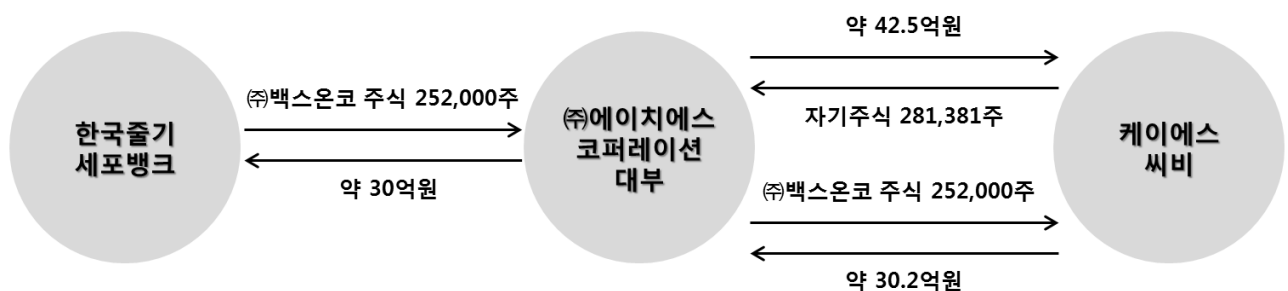 한국줄기
세포뱅크
㈜백스온코 주식 252,000주
약 30억원
㈜에이치에스
코퍼레이션
대부
약 42.5억원
자기주식 281,381주
㈜백스온코 주식 252,000주
약 30.2억원
케이에스
씨비